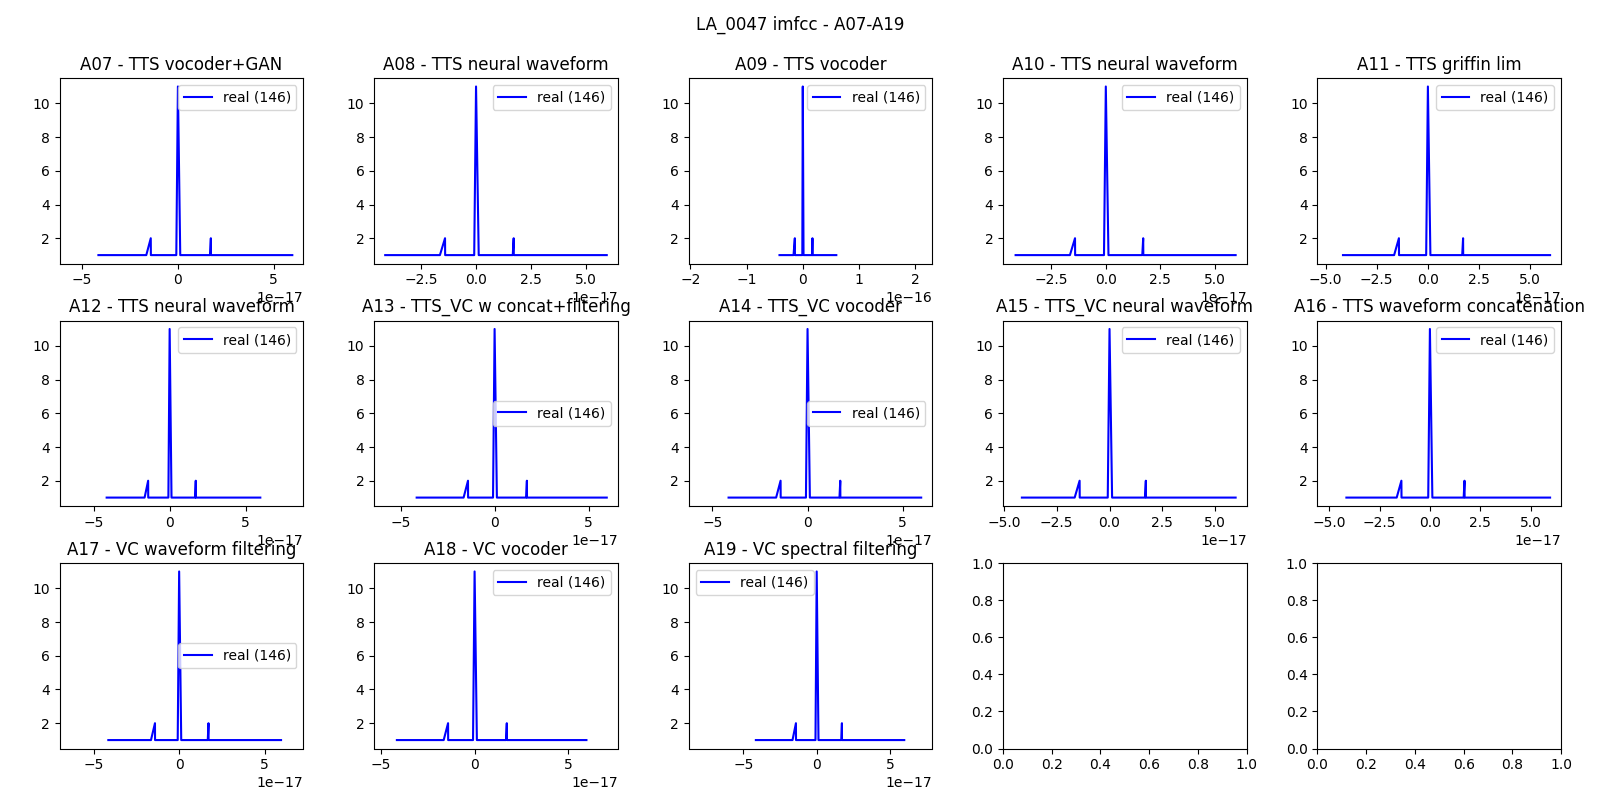 LA_0047 imfcc - A07-A19
A07 - TTS vocoder+GAN
A08 - TTS neural waveform
A09 - TTS vocoder
A10 - TTS neural waveform
A11 - TTS griffin lim
real (146)
real (146)
real (146)
real (146)
real (146)
10
8
6
4
2
10
8
6
4
2
10
8
6
4
2
10
8
6
4
2
10
8
6
4
2
−5 0 5
1e−17
−2.5 0.0 2.5 5.0
1e−17
−2 −1 0 1 2
1e−16
−2.5 0.0 2.5 5.0
1e−17
−5.0 −2.5 0.0 2.5 5.0
1e−17
A12 - TTS neural waveform
A13 - TTS_VC w concat+filtering
A14 - TTS_VC vocoder
A15 - TTS_VC neural waveform
A16 - TTS waveform concatenation
real (146)
real (146)
real (146)
real (146)
real (146)
10
8
6
4
2
10
8
6
4
2
10
8
6
4
2
10
8
6
4
2
10
8
6
4
2
−5 0 5
1e−17
−5 0 5
1e−17
−5 0 5
1e−17
−5.0 −2.5 0.0 2.5 5.0
1e−17
−5.0 −2.5 0.0 2.5 5.0
1e−17
A17 - VC waveform filtering
A18 - VC vocoder
A19 - VC spectral filtering
real (146)
real (146)
real (146)
10
8
6
4
2
10
8
6
4
2
10
8
6
4
2
1.0
0.8
0.6
0.4
0.2
0.0
1.0
0.8
0.6
0.4
0.2
0.0
−5 0 5
1e−17
−5 0 5
1e−17
−5 0 5
1e−17
0.0 0.2 0.4 0.6 0.8 1.0
0.0 0.2 0.4 0.6 0.8 1.0